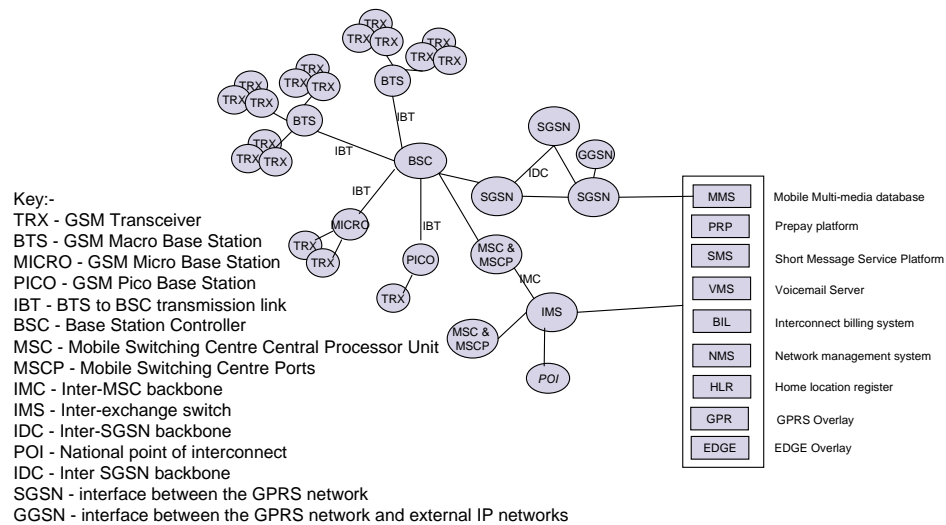 TRX
TRX TRX
TRX
TRX TRX
BTS
TRX
TRX TRX
TRX
TRX TRX
BTS
TRX
TRX TRX
IBT
IBT
BSC
SGSN
GGSN
IDC
SGSN
SGSN
IBT
MICRO
TRX
TRX
IBT
PICO
TRX
MSC &
MSCP
IMC
IMS
MSC &
MSCP
POI
MMS Mobile Multi-media database
PRP Prepay platform
SMS Short Message Service Platform
VMS Voicemail Server
BIL Interconnect billing system
NMS Network management system
HLR Home location register
GPR GPRS Overlay
EDGE EDGE Overlay
Key:-
TRX - GSM Transceiver
BTS - GSM Macro Base Station
MICRO - GSM Micro Base Station
PICO - GSM Pico Base Station
IBT - BTS to BSC transmission link
BSC - Base Station Controller
MSC - Mobile Switching Centre Central Processor Unit
MSCP - Mobile Switching Centre Ports
IMC - Inter-MSC backbone
IMS - Inter-exchange switch
IDC - Inter-SGSN backbone
POI - National point of interconnect
IDC - Inter SGSN backbone
SGSN - interface between the GPRS network
GGSN - interface between the GPRS network and external IP networks